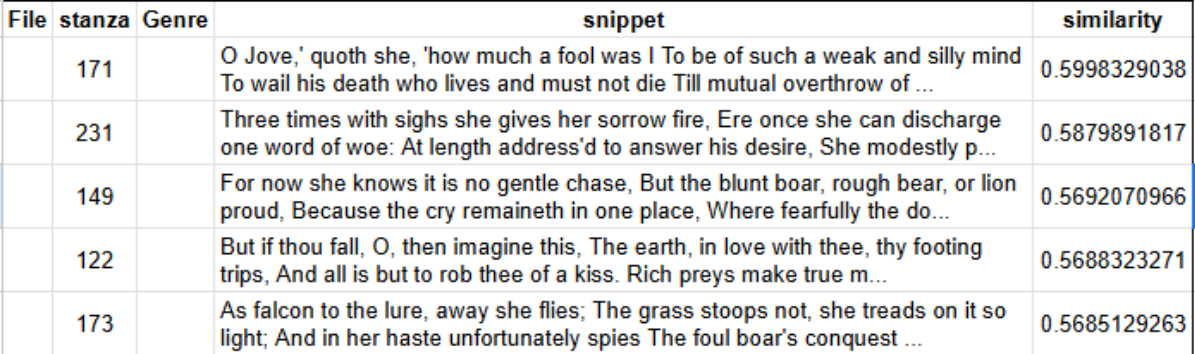 File stanza Genre snippet similarity
171 O Jove,' quoth she, 'how much a fool was I To be of such a weak and silly mind 0.5998329038
To wail his death who lives and must not die Till mutual overthrow of ...
231 Three times with sighs she gives her sorrow fire, Ere once she can discharge 0.5879891817
one word of woe: At length address'd to answer his desire, She modestly p...
149 For now she knows it is no gentle chase, But the blunt boar, rough bear, or lion 0.5692070966
proud, Because the cry remaineth in one place, Where fearfully the do...
122 But if thou fall, O, then imagine this, The earth, in love with thee, thy footing 0.5688323271
trips, And all is but to rob thee of a kiss. Rich preys make true m...
173 As falcon to the lure, away she flies; The grass stoops not, she treads on it so 0.5685129263
light; And in her haste unfortunately spies The foul boar's conquest ...